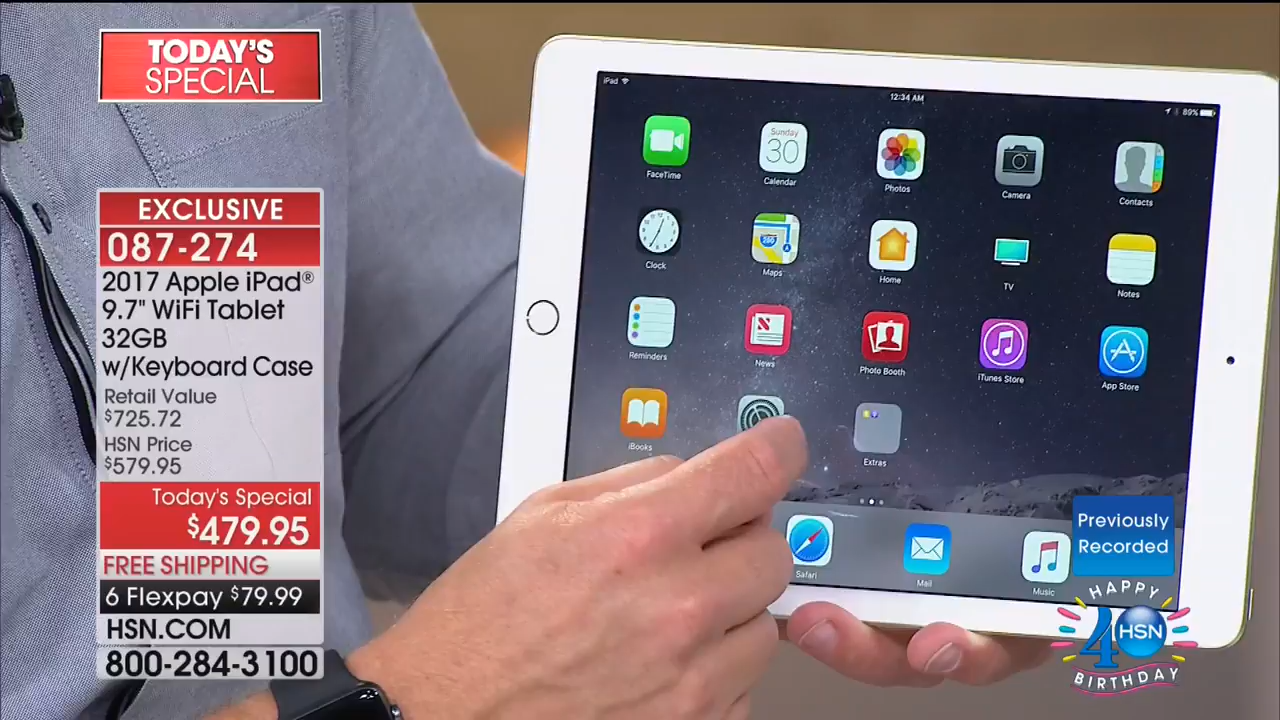 TODAY'S
SPECIAL
EXCLUSIVE
087-274
2017 Apple iPad®
9.7" WiFi Tablet
32GB
w/Keyboard Case
Retail Value
$725.72
HSN Price
$579.95
Today's Special
$479.95
FREE SHIPPING
6 Flexpay $79.99
HSN.COM
800-284-3100
iPad
12:34 AM
89%
FaceTime
Sunday
30
Calendar
Photos
Camera
Contacts
Clock
280
Maps
Home
TV
Notes
Reminders
News
Photo Booth
iTunes Store
App Store
iBooks
Extras
Safari
Mail
Music
Previously
Recorded
HAPPY
40
HSN
BIRTHDAY